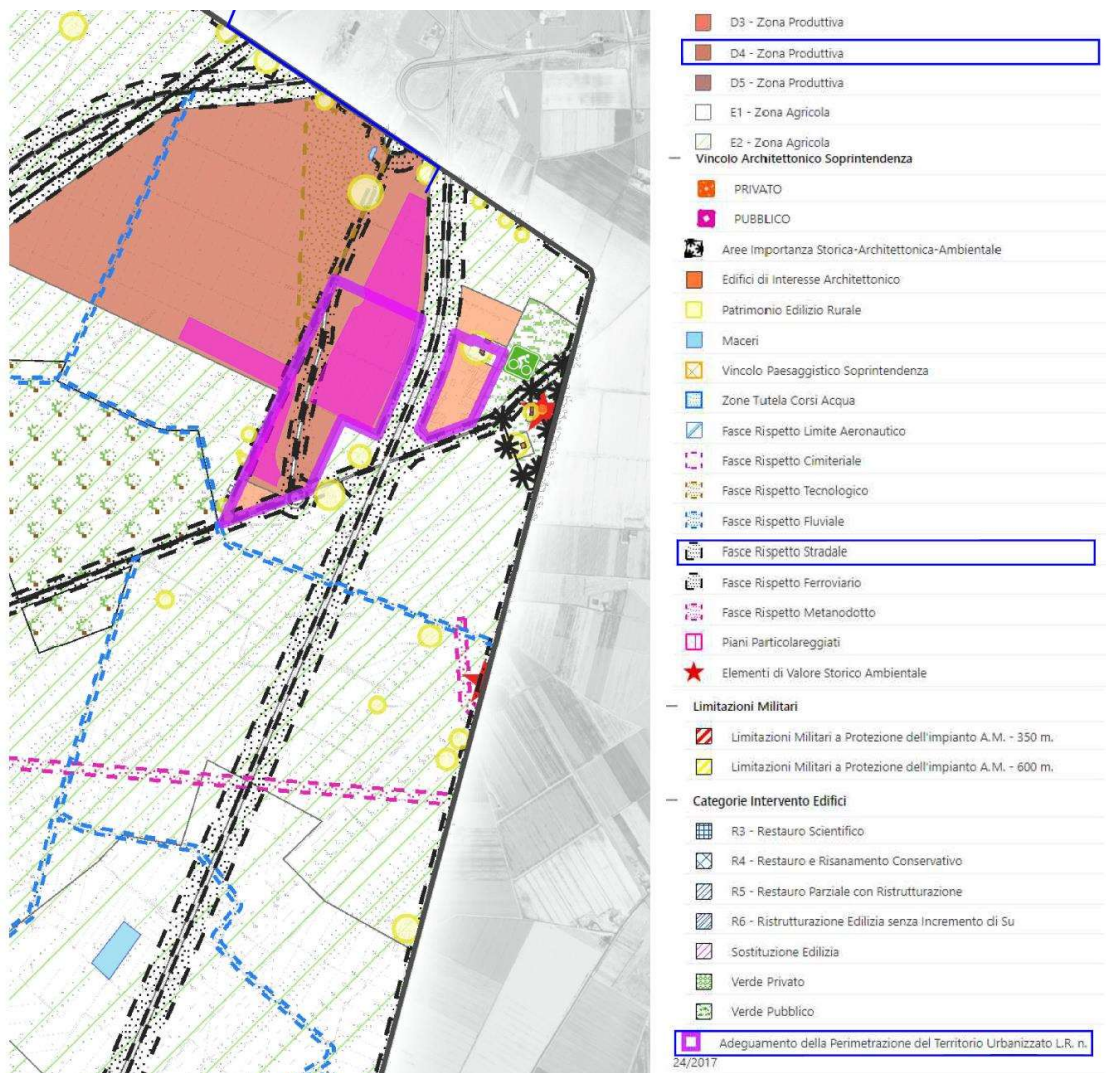 D3 - Zona Produttiva
D4 - Zona Produttiva
D5 - Zona Produttiva
E1 - Zona Agricola
E2 - Zona Agricola
Vincolo Architettonico Soprintendenza
PRIVATO
PUBBLICO
Aree Importanza Storica-Architettonica-Ambientale
Edifici di Interesse Architettonico
Patrimonio Edilizio Rurale
Maceri
Vincolo Paesaggistico Soprintendenza
Zone Tutela Corsi Acqua
Fasce Rispetto Limite Aeronautico
Fasce Rispetto Cimiteriale
Fasce Rispetto Tecnologico
Fasce Rispetto Fluviale
Fasce Rispetto Stradale
Fasce Rispetto Ferroviario
Fasce Rispetto Metanodotto
Piani Particolareggiati
Elementi di Valore Storico Ambientale
Limitazioni Militari
Limitazioni Militari a Protezione dell'impianto A.M. - 350 m.
Limitazioni Militari a Protezione dell'impianto A.M. - 600 m.
Categorie Intervento Edifici
R3 - Restauro Scientifico
R4 - Restauro e Risanamento Conservativo
R5 - Restauro Parziale con Ristrutturazione
R6 - Ristrutturazione Edilizia senza Incremento di Su
Sostituzione Edilizia
Verde Privato
Verde Pubblico
Adeguamento della Perimetrazione del Territorio Urbanizzato L.R. n.
24/2017